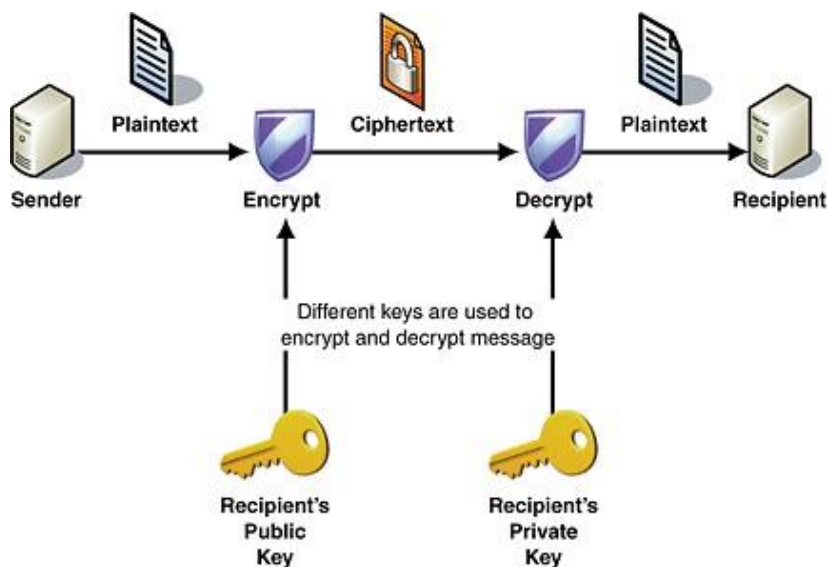 Plaintext
Ciphertext
Plaintext
Sender
Encrypt
Decrypt
Recipient
Different keys are used to
encrypt and decrypt message
Recipient's
Public
Key
Recipient's
Private
Key